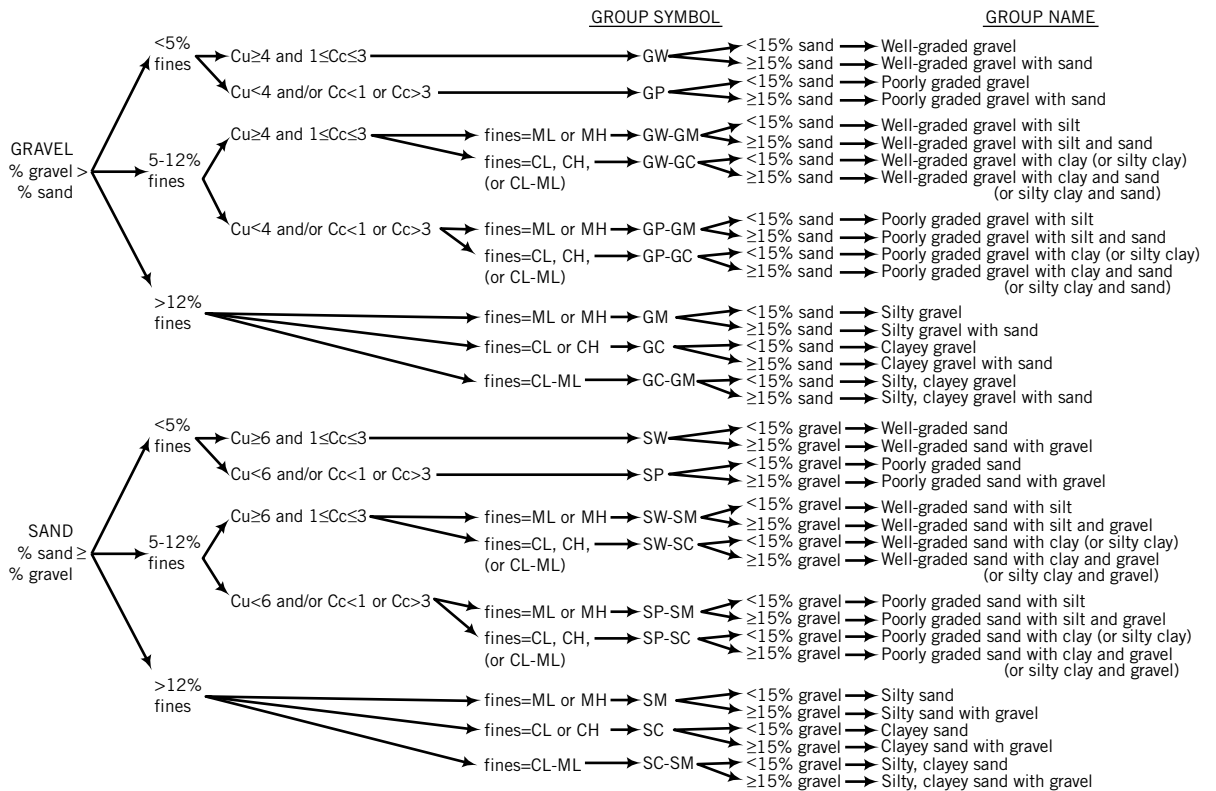 GROUP SYMBOL GROUP NAME
<5% fines
Cu≥4 and 1≤Cc≤3 GW <15% sand Well-graded gravel
≥15% sand Well-graded gravel with sand
Cu<4 and/or Cc<1 or Cc>3 GP <15% sand Poorly graded gravel
≥15% sand Poorly graded gravel with sand
GRAVEL
% gravel >
% sand
5-12%
fines
Cu≥4 and 1≤Cc≤3 fines=ML or MH GW-GM <15% sand Well-graded gravel with silt
≥15% sand Well-graded gravel with silt and sand
fines=CL, CH, GW-GC <15% sand Well-graded gravel with clay (or silty clay)
(or CL-ML) ≥15% sand Well-graded gravel with clay and sand
(or silty clay and sand)
Cu<4 and/or Cc<1 or Cc>3 fines=ML or MH GP-GM <15% sand Poorly graded gravel with silt
≥15% sand Poorly graded gravel with silt and sand
fines=CL, CH, GP-GC <15% sand Poorly graded gravel with clay (or silty clay)
(or CL-ML) ≥15% sand Poorly graded gravel with clay and sand
(or silty clay and sand)
>12%
fines
fines=ML or MH GM <15% sand Silty gravel
≥15% sand Silty gravel with sand
fines=CL or CH GC <15% sand Clayey gravel
≥15% sand Clayey gravel with sand
fines=CL-ML GC-GM <15% sand Silty, clayey gravel
≥15% sand Silty, clayey gravel with sand
<5%
fines
Cu≥6 and 1≤Cc≤3 SW <15% gravel Well-graded sand
≥15% gravel Well-graded sand with gravel
Cu<6 and/or Cc<1 or Cc>3 SP <15% gravel Poorly graded sand
≥15% gravel Poorly graded sand with gravel
SAND
% sand ≥
% gravel
5-12%
fines
Cu≥6 and 1≤Cc≤3 fines=ML or MH SW-SM <15% gravel Well-graded sand with silt
≥15% gravel Well-graded sand with silt and gravel
fines=CL, CH, SW-SC <15% gravel Well-graded sand with clay (or silty clay)
(or CL-ML) ≥15% gravel Well-graded sand with clay and gravel
(or silty clay and gravel)
Cu<6 and/or Cc<1 or Cc>3 fines=ML or MH SP-SM <15% gravel Poorly graded sand with silt
≥15% gravel Poorly graded sand with silt and gravel
fines=CL, CH, SP-SC <15% gravel Poorly graded sand with clay (or silty clay)
(or CL-ML) ≥15% gravel Poorly graded sand with clay and gravel
(or silty clay and gravel)
>12%
fines
fines=ML or MH SM <15% gravel Silty sand
≥15% gravel Silty sand with gravel
fines=CL or CH SC <15% gravel Clayey sand
≥15% gravel Clayey sand with gravel
fines=CL-ML SC-SM <15% gravel Silty, clayey sand
≥15% gravel Silty, clayey sand with gravel